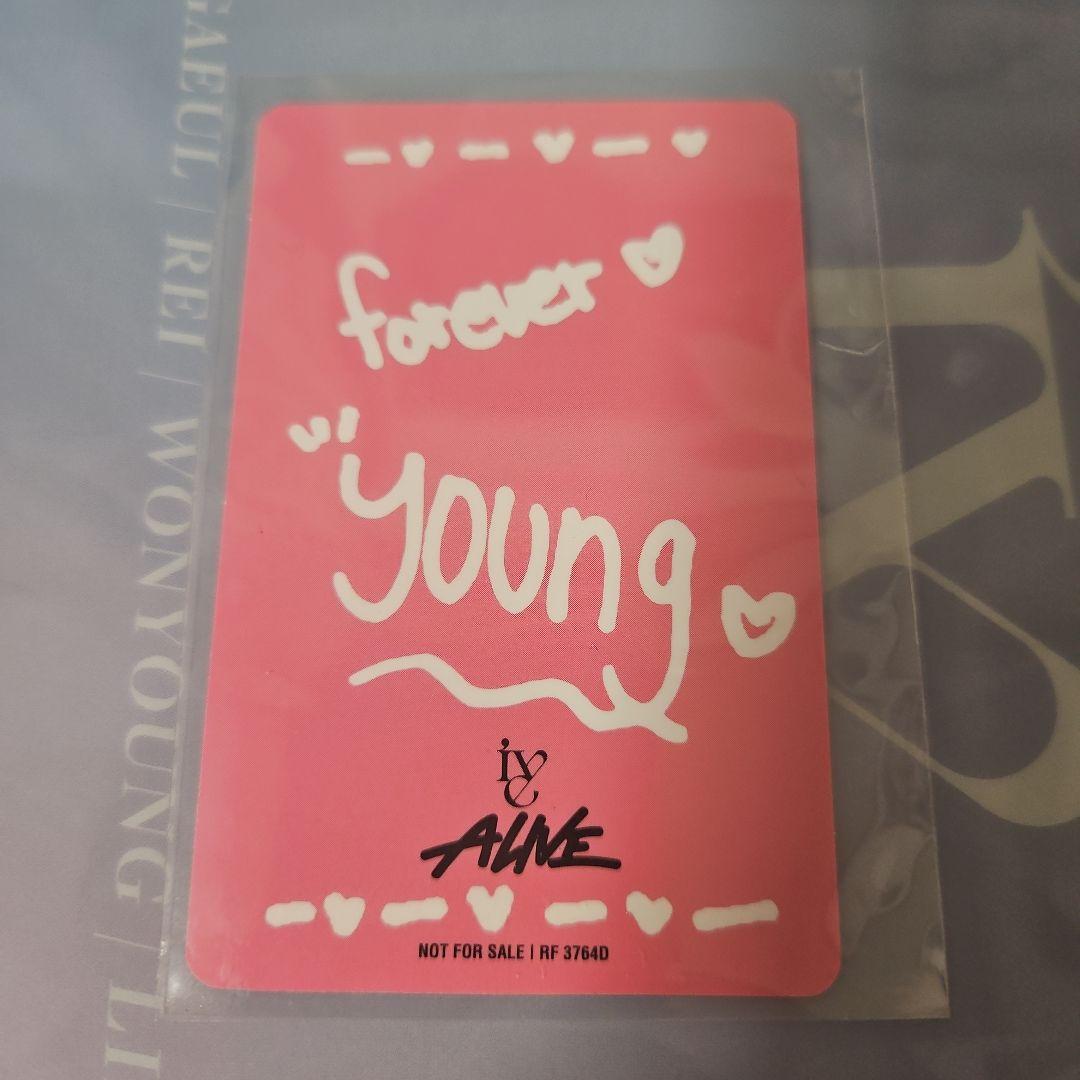 forever
young
ive
ALIVE
NOT FOR SALE | RF 3764D
GAEUL | REI | WONYOUNG | LI